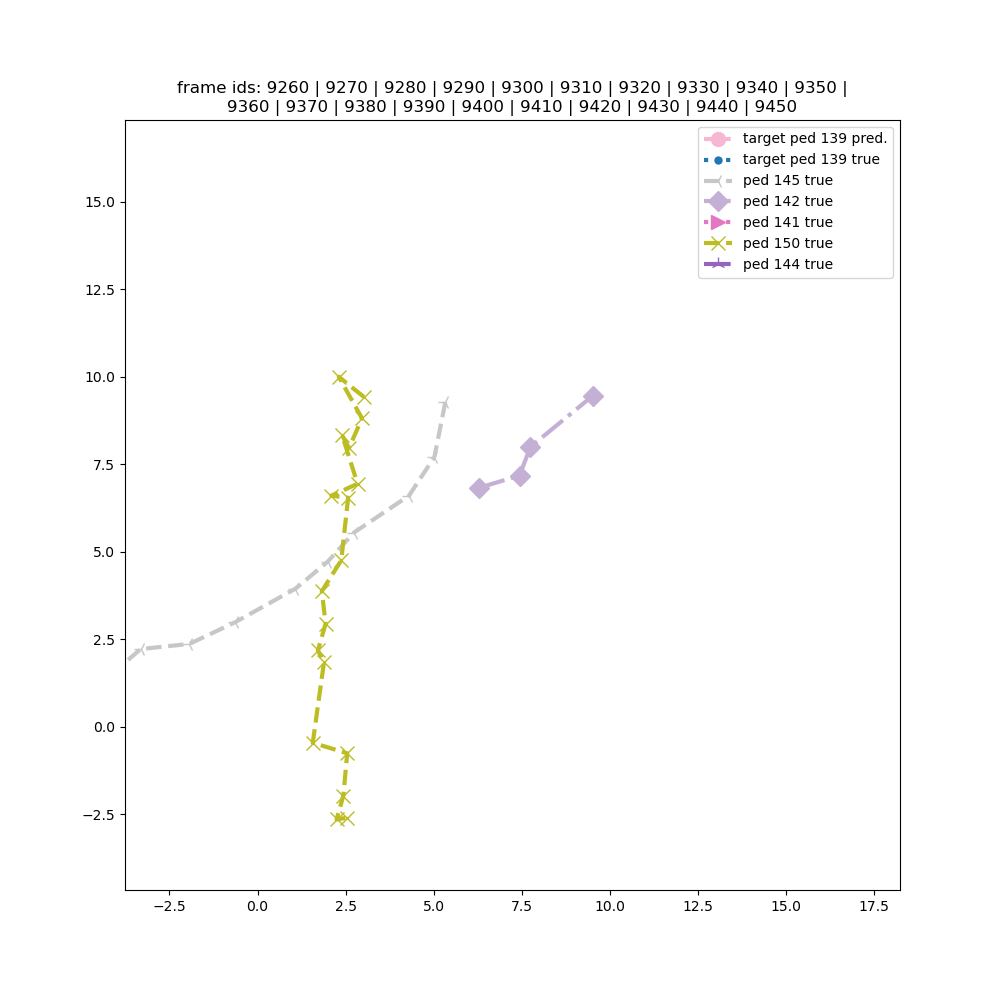 frame ids: 9260 | 9270 | 9280 | 9290 | 9300 | 9310 | 9320 | 9330 | 9340 | 9350 |
9360 | 9370 | 9380 | 9390 | 9400 | 9410 | 9420 | 9430 | 9440 | 9450
target ped 139 pred.
target ped 139 true
ped 145 true
ped 142 true
ped 141 true
ped 150 true
ped 144 true
15.0
12.5
10.0
7.5
5.0
2.5
0.0
−2.5
−2.5 0.0 2.5 5.0 7.5 10.0 12.5 15.0 17.5